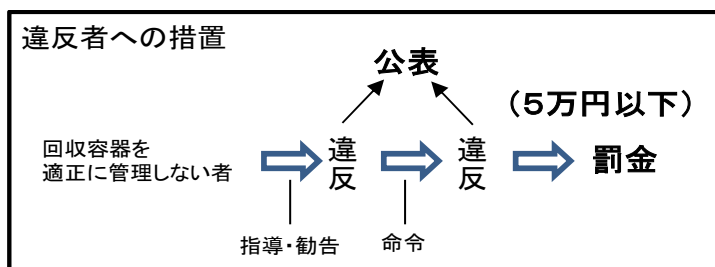 違反者への措置
公表
(5万円以下)
回収容器を
適正に管理しない者
違反
違反
罰金
指導・勧告
命令